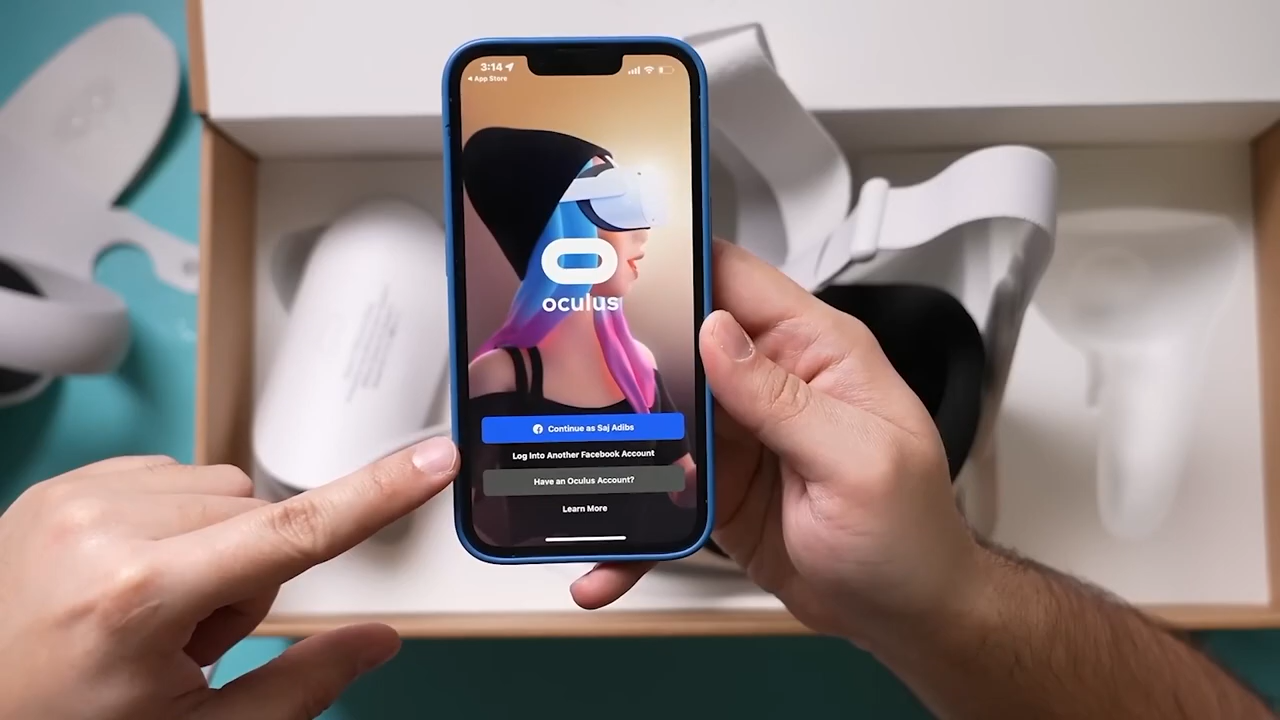 3:14
App Store
oculus
Continue as Saj Adibs
Log Into Another Facebook Account
Have an Oculus Account?
Learn More